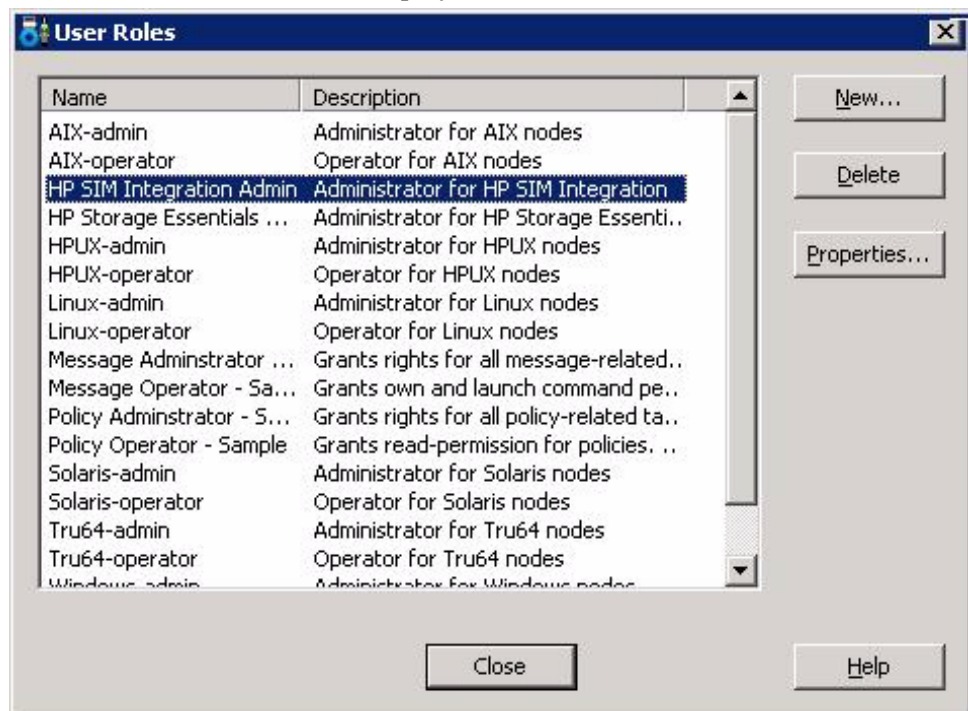 User Roles
Name Description
AIX-admin Administrator for AIX nodes
AIX-operator Operator for AIX nodes
HP SIM Integration Admin Administrator for HP SIM Integration
HP Storage Essentials ... Administrator for HP Storage Essenti..
HPUX-admin Administrator for HPUX nodes
HPUX-operator Operator for HPUX nodes
Linux-admin Administrator for Linux nodes
Linux-operator Operator for Linux nodes
Message Adminstrator ... Grants rights for all message-related..
Message Operator - Sa... Grants own and launch command pe..
Policy Adminstrator - S... Grants rights for all policy-related ta..
Policy Operator - Sample Grants read-permission for policies. ..
Solaris-admin Administrator for Solaris nodes
Solaris-operator Operator for Solaris nodes
Tru64-admin Administrator for Tru64 nodes
Tru64-operator Operator for Tru64 nodes
Windows-admin Administrator for Windows nodes
New...
Delete
Properties...
Close
Help